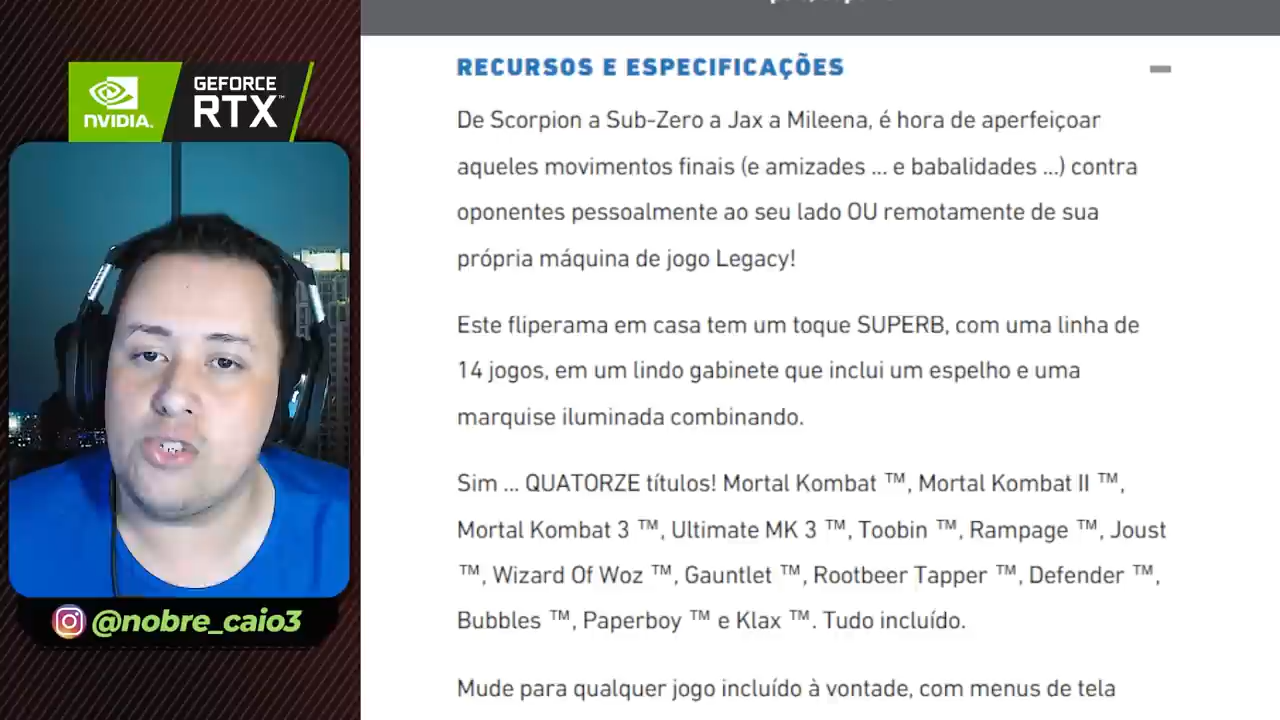 NVIDIA.
GEFORCE
RTX™
@nobre_caio3
RECURSOS E ESPECIFICAÇÕES
De Scorpion a Sub-Zero a Jax a Mileena, é hora de aperfeiçoar
aqueles movimentos finais (e amizades ... e babalidades ...) contra
oponentes pessoalmente ao seu lado OU remotamente de sua
própria máquina de jogo Legacy!
Este fliperama em casa tem um toque SUPERB, com uma linha de
14 jogos, em um lindo gabinete que inclui um espelho e uma
marquise iluminada combinando.
Sim ... QUATORZE títulos! Mortal Kombat ™, Mortal Kombat II ™,
Mortal Kombat 3 ™, Ultimate MK 3 ™, Toobin ™, Rampage ™, Joust
™, Wizard Of Woz ™, Gauntlet ™, Rootbeer Tapper ™, Defender ™,
Bubbles ™, Paperboy ™ e Klax ™. Tudo incluído.
Mude para qualquer jogo incluído à vontade, com menus de tela